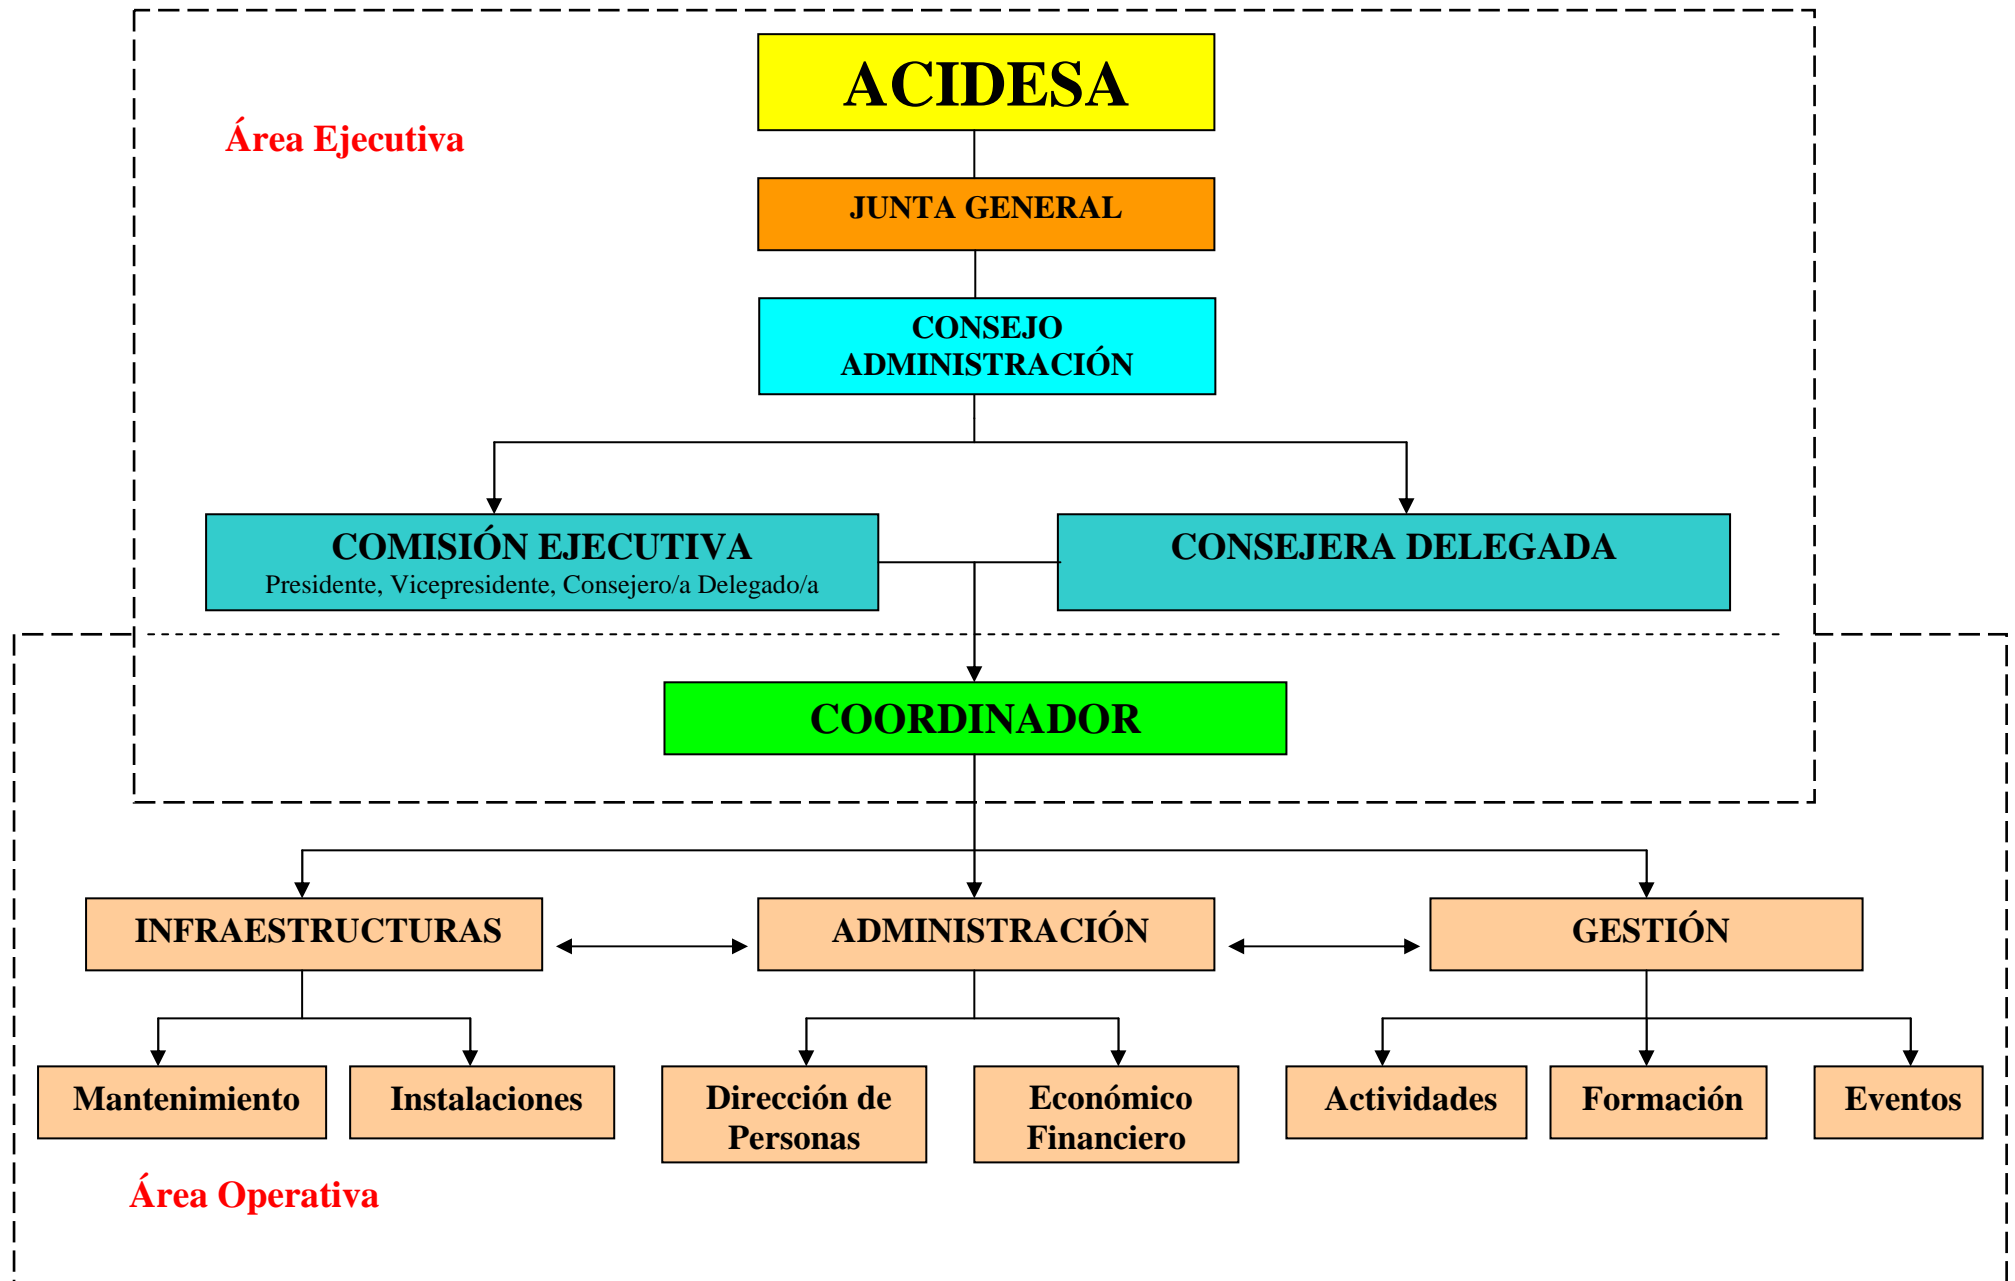 ACIDESA
Área Ejecutiva
JUNTA GENERAL
CONSEJO
ADMINISTRACIÓN
COMISIÓN EJECUTIVA
Presidente, Vicepresidente, Consejero/a Delegado/a
CONSEJERA DELEGADA
COORDINADOR
INFRAESTRUCTURAS
ADMINISTRACIÓN
GESTIÓN
Mantenimiento
Instalaciones
Dirección de
Personas
Económico
Financiero
Actividades
Formación
Eventos
Área Operativa